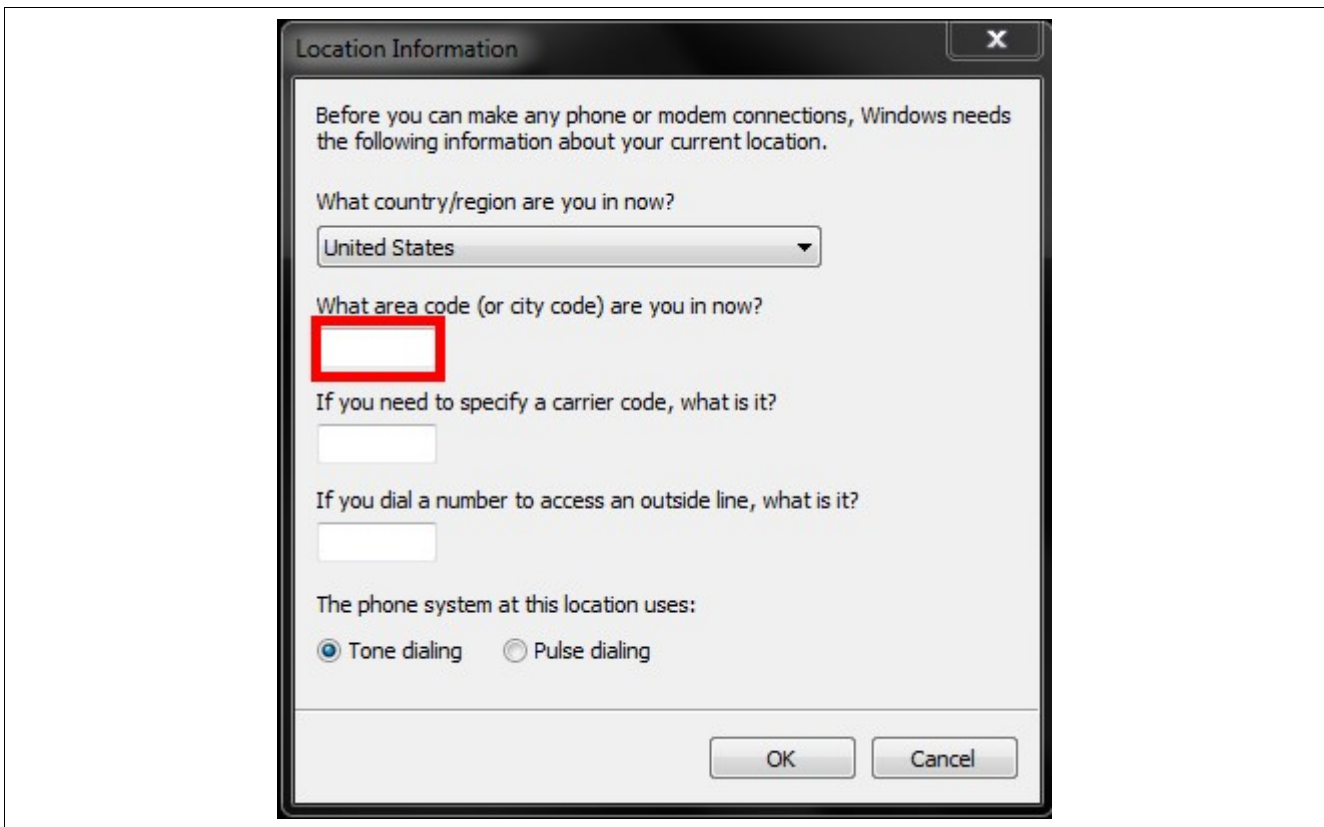 Location Information
Before you can make any phone or modem connections, Windows needs
the following information about your current location.
What country/region are you in now?
United States
What area code (or city code) are you in now?
If you need to specify a carrier code, what is it?
If you dial a number to access an outside line, what is it?
The phone system at this location uses:
Tone dialing Pulse dialing
OK Cancel